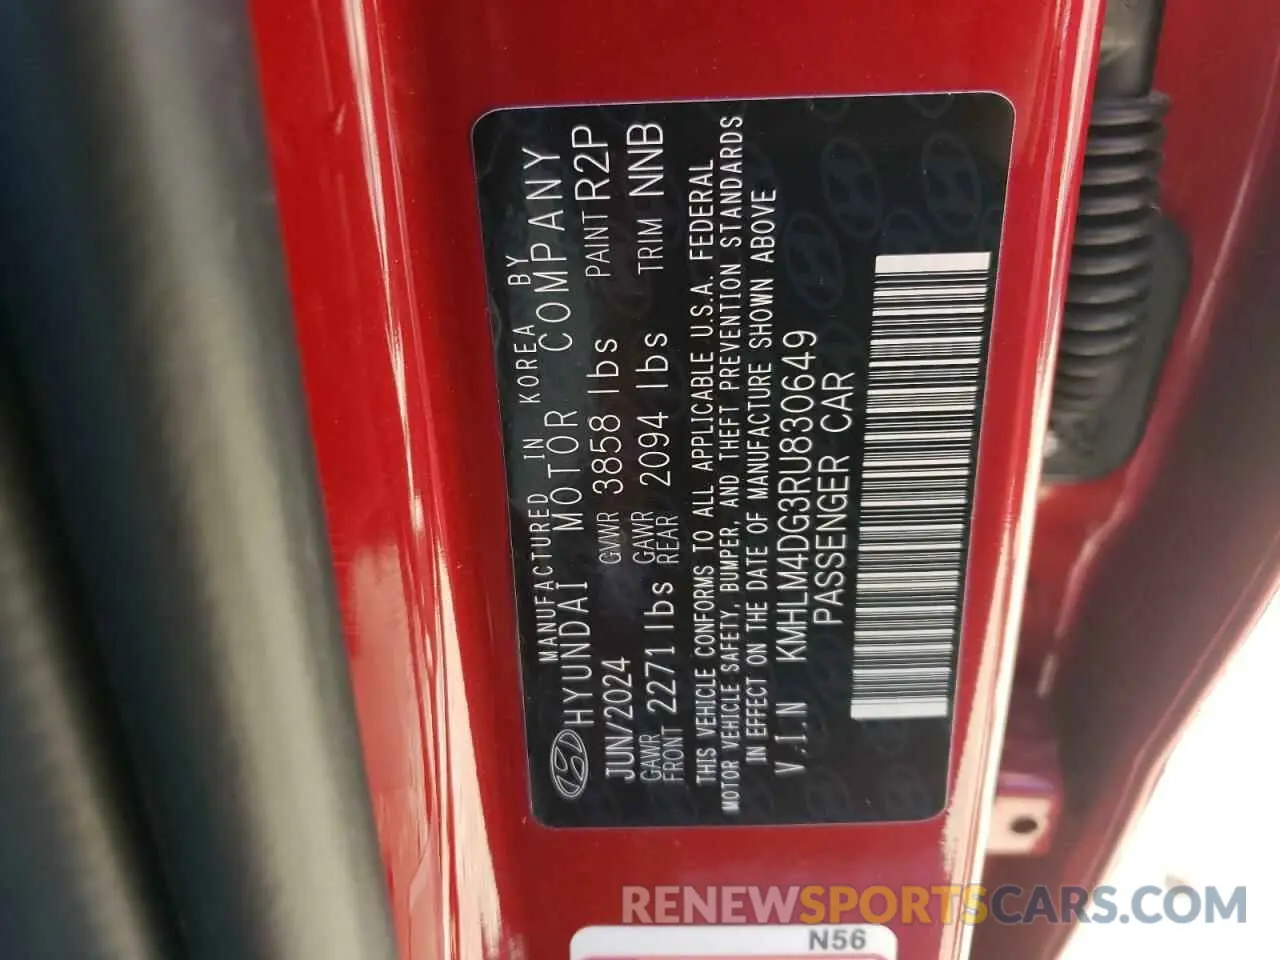 MANUFACTURED IN KOREA BY
HYUNDAI MOTOR COMPANY
JUN/2024 GVWR 3858 lbs PAINT R2P
GAWR FRONT 2271 lbs GAWR REAR 2094 lbs TRIM NNB
THIS VEHICLE CONFORMS TO ALL APPLICABLE U.S.A. FEDERAL
MOTOR VEHICLE SAFETY, BUMPER, AND THEFT PREVENTION STANDARDS
IN EFFECT ON THE DATE OF MANUFACTURE SHOWN ABOVE
V.I.N KMHLM4DG3RU830649
PASSENGER CAR
RENEWSPORTSCARS.COM
N56